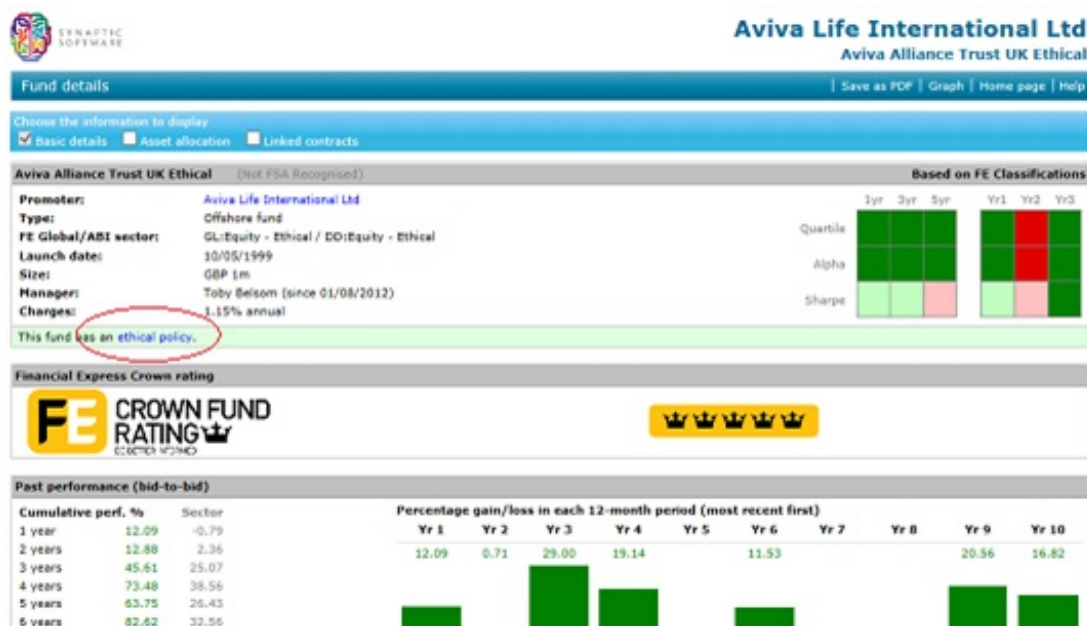 SYNAPTIC
SOFTWARE
Aviva Life International Ltd
Aviva Alliance Trust UK Ethical
Fund details
| Save as PDF | Graph | Home page | Help
Choose the information to display
Basic details Asset allocation Linked contracts
Aviva Alliance Trust UK Ethical (Not FSA Recognised) Based on FE Classifications
Promoter: Aviva Life International Ltd
Type: Offshore fund
FE Global/ABI sector: GL:Equity - Ethical / DD:Equity - Ethical
Launch date: 10/05/1999
Size: GBP 1m
Manager: Toby Belsom (since 01/08/2012)
Charges: 1.15% annual
1yr 3yr 5yr Yr1 Yr2 Yr3
Quartile
Alpha
Sharpe
This fund has an ethical policy.
Financial Express Crown rating
FE CROWN FUND
RATING
Past performance (bid-to-bid)
Cumulative perf. % Sector
1 year 12.09 -0.79
2 years 12.88 2.36
3 years 45.61 25.07
4 years 73.48 38.56
5 years 63.75 26.43
6 years 82.62 32.56
Percentage gain/loss in each 12-month period (most recent first)
Yr 1 Yr 2 Yr 3 Yr 4 Yr 5 Yr 6 Yr 7 Yr 8 Yr 9 Yr 10
12.09 0.71 29.00 19.14 11.53 20.56 16.82